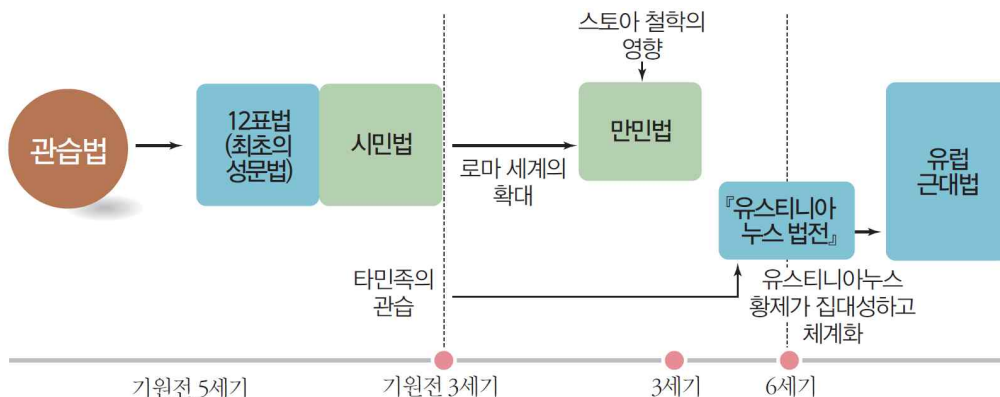 스토아 철학의
영향
관습법
12표법
(최초의
성문법)
시민법
만민법
로마 세계의
확대
유럽
근대법
『유스티니아
누스 법전』
타민족의
관습
유스티니아누스
황제가 집대성하고
체계화
기원전 5세기
기원전 3세기
3세기
6세기